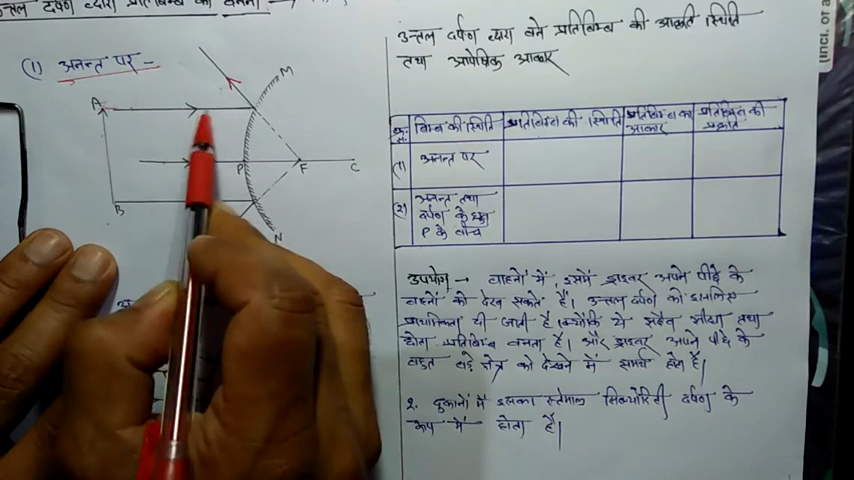 उत्तल दर्पण द्वारा प्रतिबिम्ब का बनना →
(1) अनन्त पर -
A
M
P
F
C
B
N
उत्तल दर्पण द्वारा बने प्रतिबिम्ब की आकृति स्थिति
तथा आपेक्षिक आकार
क्र.स. बिम्ब की स्थिति प्रतिबिम्ब की स्थिति प्रतिबिम्ब का आकार प्रतिबिम्ब की प्रकृति
(1) अनन्त पर
2) अनन्त तथा
दर्पण के ध्रुव
P के बीच
उपयोग → वाहनों में, इसमें ड्राइवर अपने पीछे के
वाहनों को देख सकते हैं। उत्तल दर्पण को इसलिए
प्राथमिकता दी जाती है। क्योंकि ये सदैव सीधा तथा
छोटा प्रतिबिंब बनता है। और ड्राइवर अपने पीछे के
बहुत बड़े क्षेत्र को देखने में समर्थ होते हैं।
२. दुकानों में इसका इस्तेमाल सिक्योरिटी दर्पण के
रूप में होता है।
(incl. of a